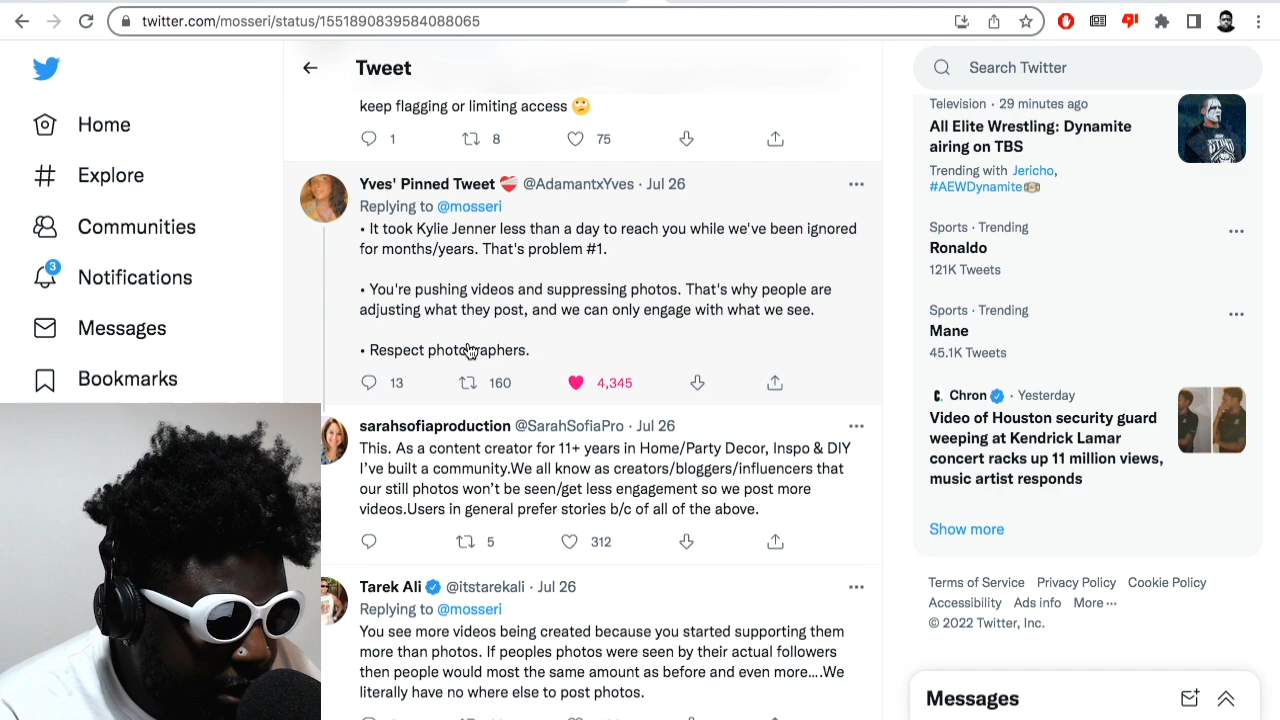 twitter.com/mosseri/status/1551890839584088065
Tweet
Search Twitter
Home
Explore
Communities
3
Notifications
Messages
Bookmarks
keep flagging or limiting access 🙄
1 8 75
Yves' Pinned Tweet @AdamantxYves · Jul 26
Replying to @mosseri
• It took Kylie Jenner less than a day to reach you while we've been ignored
for months/years. That's problem #1.
• You're pushing videos and suppressing photos. That's why people are
adjusting what they post, and we can only engage with what we see.
• Respect photographers.
13 160 4,345
sarahsofiaproduction @SarahSofiaPro · Jul 26
This. As a content creator for 11+ years in Home/Party Decor, Inspo & DIY
I've built a community.We all know as creators/bloggers/influencers that
our still photos won't be seen/get less engagement so we post more
videos.Users in general prefer stories b/c of all of the above.
5 312
Tarek Ali @itstarekali · Jul 26
Replying to @mosseri
You see more videos being created because you started supporting them
more than photos. If peoples photos were seen by their actual followers
then people would most the same amount as before and even more....We
literally have no where else to post photos.
Television · 29 minutes ago
All Elite Wrestling: Dynamite
airing on TBS
Trending with Jericho,
#AEWDynamite
Sports · Trending
Ronaldo
121K Tweets
Sports · Trending
Mane
45.1K Tweets
Chron · Yesterday
Video of Houston security guard
weeping at Kendrick Lamar
concert racks up 11 million views,
music artist responds
Show more
Terms of Service Privacy Policy Cookie Policy
Accessibility Ads info More ···
© 2022 Twitter, Inc.
Messages